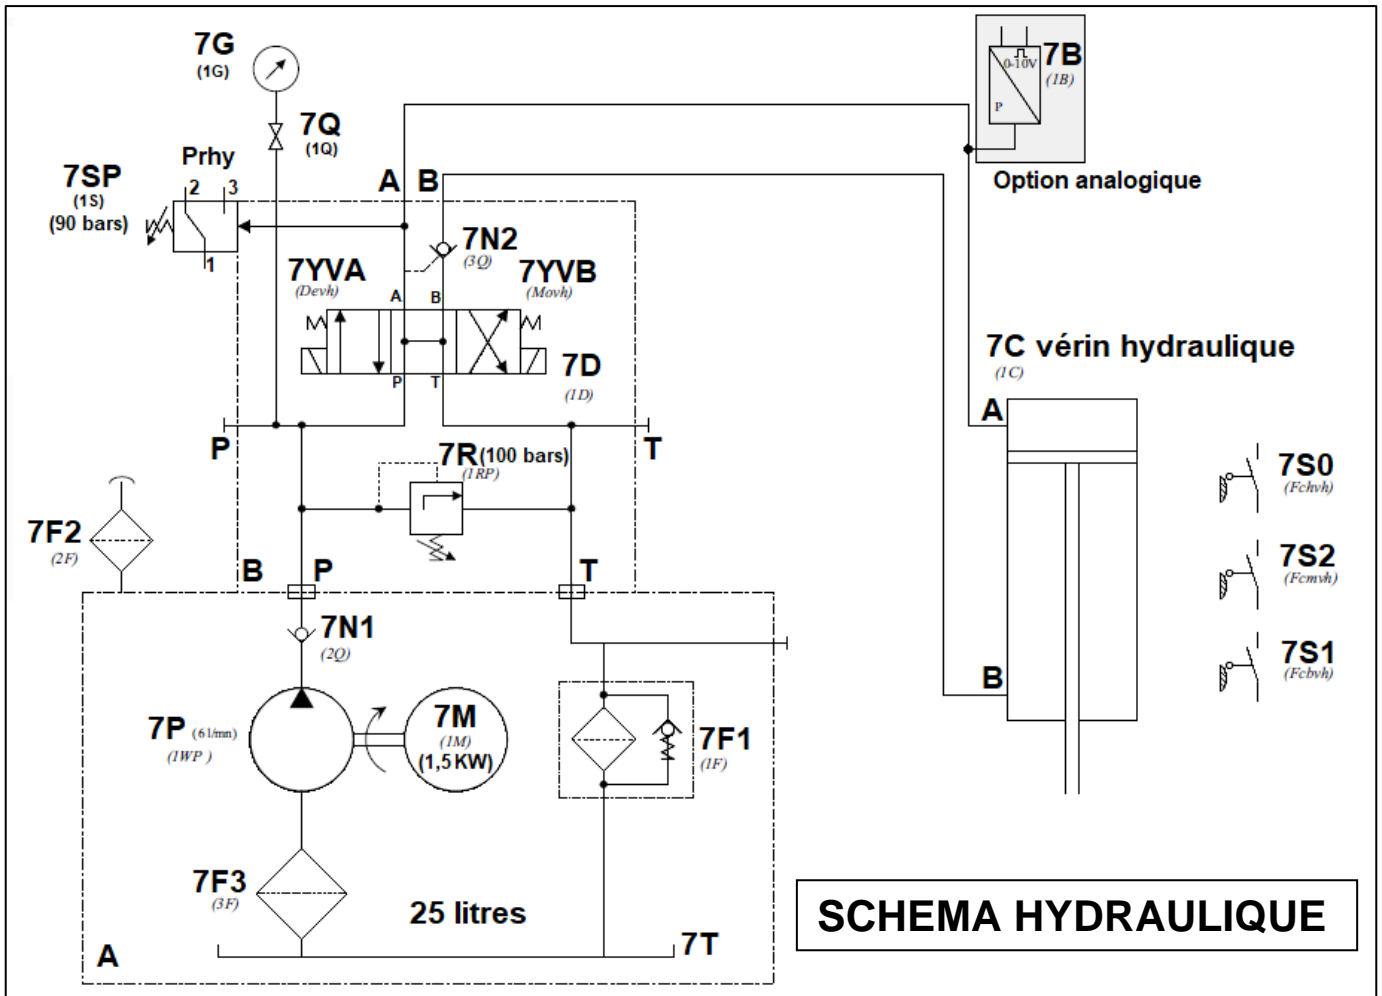 7G
(1G)
7Q
(1Q)
Prhy
7SP
(1S)
(90 bars)
2
3
1
A
B
7B
(1B)
0-10V
P
Option analogique
7N2
(3Q)
7YVA
(Devh)
7YVB
(Movh)
A
B
P
T
7D
(1D)
P
T
7R (100 bars)
(1RP)
7C vérin hydraulique
(1C)
A
B
7S0
(Fchvh)
7S2
(Fcmvh)
7S1
(Fcbvh)
7F2
(2F)
B
P
T
7N1
(2Q)
7P (6l/mn)
(1WP )
7M
(1M)
(1,5 KW)
7F1
(1F)
7F3
(3F)
25 litres
7T
A
SCHEMA HYDRAULIQUE